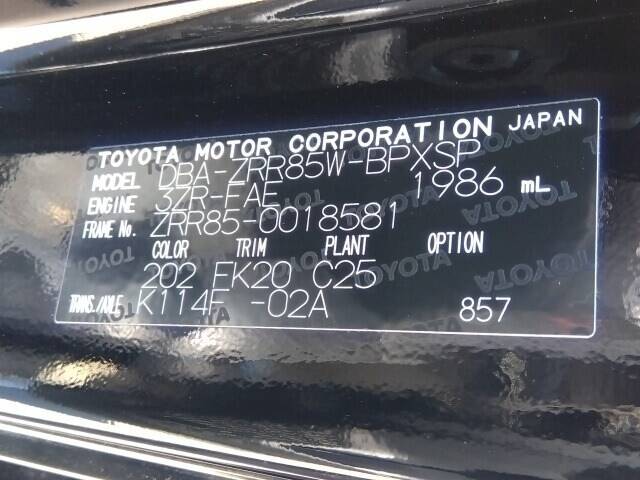 TOYOTA MOTOR CORPORATION JAPAN
MODEL DBA-ZRR85W-BPXSP
ENGINE 3ZR-FAE 1986 mL
FRAME No. ZRR85-0018581
COLOR TRIM PLANT OPTION
202 FK20 C25
TRANS./AXLE K114F -02A 857